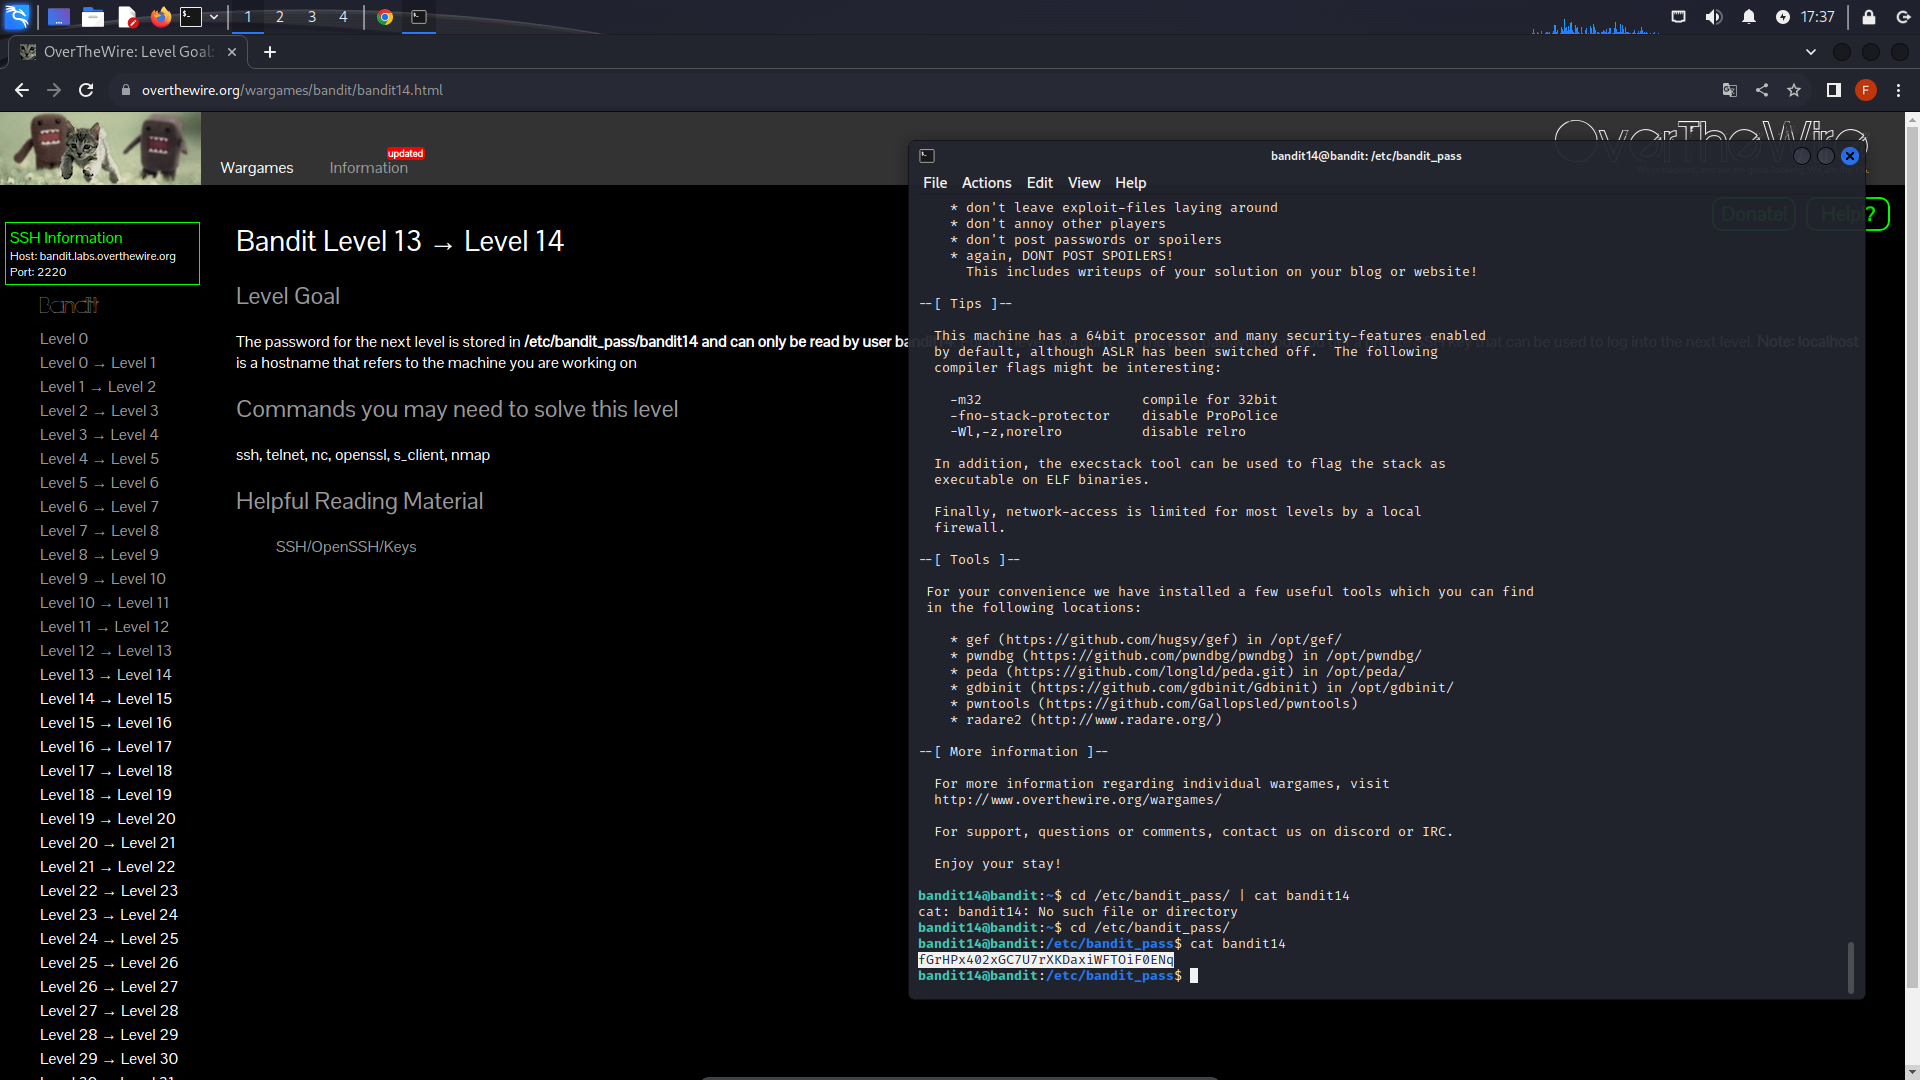 1 2 3 4
17:37
OverTheWire: Level Goal:
overthewire.org/wargames/bandit/bandit14.html
F
Wargames
Information
updated
OverTheWire
Donate!
Help!?
SSH Information
Host: bandit.labs.overthewire.org
Port: 2220
Bandit
Level 0
Level 0 → Level 1
Level 1 → Level 2
Level 2 → Level 3
Level 3 → Level 4
Level 4 → Level 5
Level 5 → Level 6
Level 6 → Level 7
Level 7 → Level 8
Level 8 → Level 9
Level 9 → Level 10
Level 10 → Level 11
Level 11 → Level 12
Level 12 → Level 13
Level 13 → Level 14
Level 14 → Level 15
Level 15 → Level 16
Level 16 → Level 17
Level 17 → Level 18
Level 18 → Level 19
Level 19 → Level 20
Level 20 → Level 21
Level 21 → Level 22
Level 22 → Level 23
Level 23 → Level 24
Level 24 → Level 25
Level 25 → Level 26
Level 26 → Level 27
Level 27 → Level 28
Level 28 → Level 29
Level 29 → Level 30
Bandit Level 13 → Level 14
Level Goal
The password for the next level is stored in /etc/bandit_pass/bandit14 and can only be read by user ba key that can be used to log into the next level. Note: localhost
is a hostname that refers to the machine you are working on
Commands you may need to solve this level
ssh, telnet, nc, openssl, s_client, nmap
Helpful Reading Material
SSH/OpenSSH/Keys
bandit14@bandit: /etc/bandit_pass
File Actions Edit View Help
* don't leave exploit-files laying around
* don't annoy other players
* don't post passwords or spoilers
* again, DONT POST SPOILERS!
This includes writeups of your solution on your blog or website!
--[ Tips ]--
This machine has a 64bit processor and many security-features enabled
by default, although ASLR has been switched off.  The following
compiler flags might be interesting:
-m32                    compile for 32bit
-fno-stack-protector    disable ProPolice
-Wl,-z,norelro          disable relro
In addition, the execstack tool can be used to flag the stack as
executable on ELF binaries.
Finally, network-access is limited for most levels by a local
firewall.
--[ Tools ]--
For your convenience we have installed a few useful tools which you can find
in the following locations:
* gef (https://github.com/hugsy/gef) in /opt/gef/
* pwndbg (https://github.com/pwndbg/pwndbg) in /opt/pwndbg/
* peda (https://github.com/longld/peda.git) in /opt/peda/
* gdbinit (https://github.com/gdbinit/Gdbinit) in /opt/gdbinit/
* pwntools (https://github.com/Gallopsled/pwntools)
* radare2 (http://www.radare.org/)
--[ More information ]--
For more information regarding individual wargames, visit
http://www.overthewire.org/wargames/
For support, questions or comments, contact us on discord or IRC.
Enjoy your stay!
bandit14@bandit:~$ cd /etc/bandit_pass/ | cat bandit14
cat: bandit14: No such file or directory
bandit14@bandit:~$ cd /etc/bandit_pass/
bandit14@bandit:/etc/bandit_pass$ cat bandit14
fGrHPx402xGC7U7rXKDaxiWFTOiF0ENq
bandit14@bandit:/etc/bandit_pass$